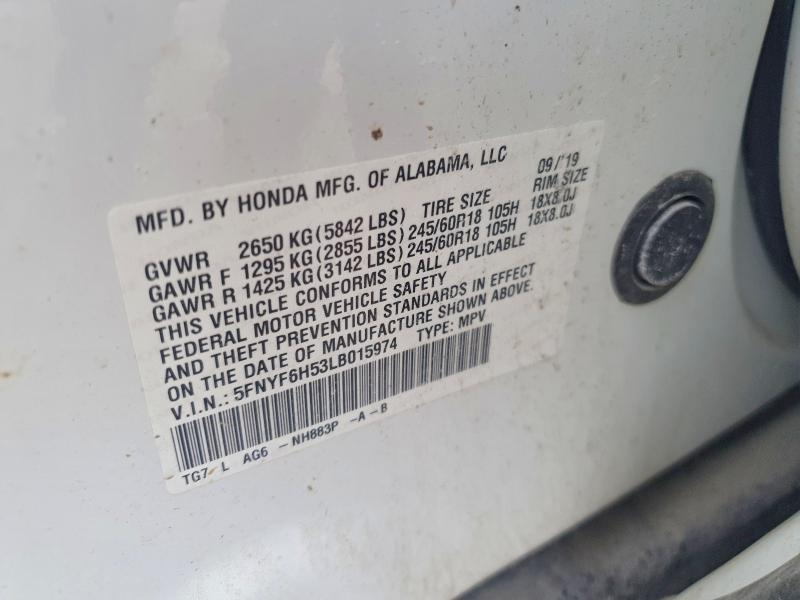 MFD. BY HONDA MFG. OF ALABAMA, LLC 09/'19
GVWR 2650 KG (5842 LBS) TIRE SIZE RIM SIZE
GAWR F 1295 KG (2855 LBS) 245/60R18 105H 18X8.0J
GAWR R 1425 KG (3142 LBS) 245/60R18 105H 18X8.0J
THIS VEHICLE CONFORMS TO ALL APPLICABLE
FEDERAL MOTOR VEHICLE SAFETY
AND THEFT PREVENTION STANDARDS IN EFFECT
ON THE DATE OF MANUFACTURE SHOWN ABOVE.
V.I.N.: 5FNYF6H53LB015974 TYPE: MPV
TG7 L AG6 -NH883P -A-B